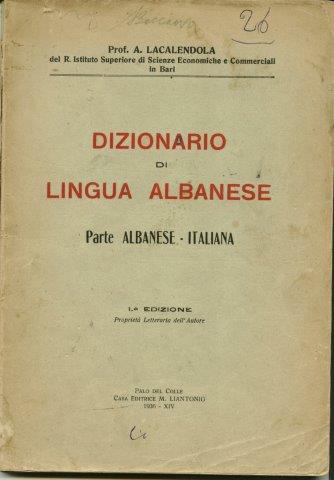 26
Prof. A. LACALENDOLA
del R. Istituto Superiore di Scienze Economiche e Commerciali
in Bari
DIZIONARIO
DI
LINGUA ALBANESE
Parte ALBANESE - ITALIANA
I.ª EDIZIONE
Proprietà Letteraria dell'Autore
PALO DEL COLLE
CASA EDITRICE M. LIANTONIO
1936 - XIV